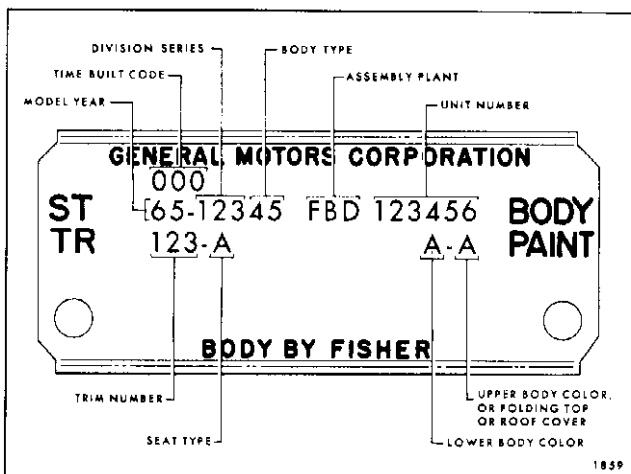 DIVISION SERIES BODY TYPE
TIME BUILT CODE ASSEMBLY PLANT
MODEL YEAR UNIT NUMBER
GENERAL MOTORS CORPORATION
000
ST 65-12345 FBD 123456 BODY
TR 123-A A-A PAINT
BODY BY FISHER
TRIM NUMBER UPPER BODY COLOR,
OR FOLDING TOP
OR ROOF COVER
SEAT TYPE LOWER BODY COLOR
1859